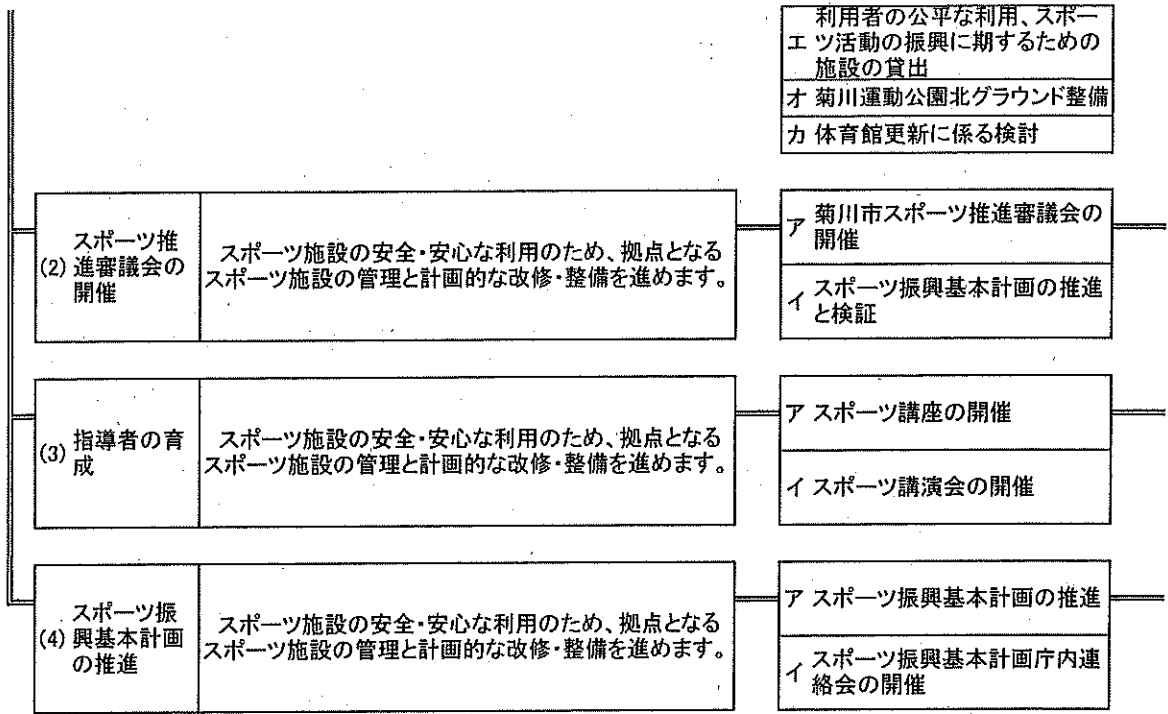 利用者の公平な利用、スポー
エ ツ活動の振興に期するための
施設の貸出
オ 菊川運動公園北グラウンド整備
カ 体育館更新に係る検討
スポーツ推
(2) 進審議会の
開催
スポーツ施設の安全・安心な利用のため、拠点となる
スポーツ施設の管理と計画的な改修・整備を進めます。
ア 菊川市スポーツ推進審議会の
開催
イ スポーツ振興基本計画の推進
と検証
(3) 指導者の育
成
スポーツ施設の安全・安心な利用のため、拠点となる
スポーツ施設の管理と計画的な改修・整備を進めます。
ア スポーツ講座の開催
イ スポーツ講演会の開催
スポーツ振
(4) 興基本計画
の推進
スポーツ施設の安全・安心な利用のため、拠点となる
スポーツ施設の管理と計画的な改修・整備を進めます。
ア スポーツ振興基本計画の推進
イ スポーツ振興基本計画庁内連
絡会の開催